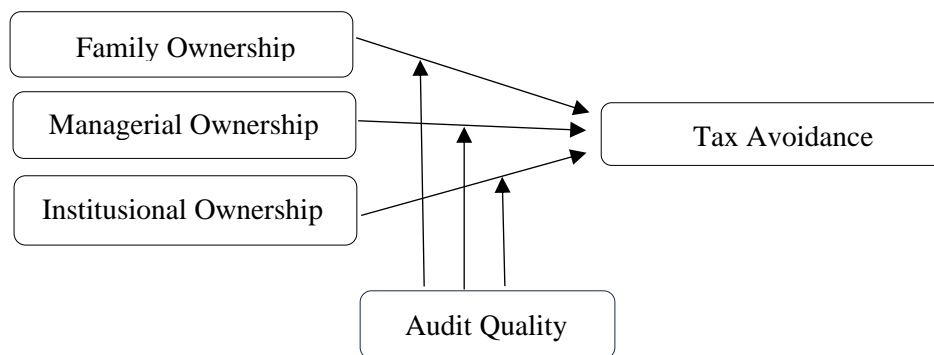 Family Ownership
Managerial Ownership
Tax Avoidance
Institusional Ownership
Audit Quality